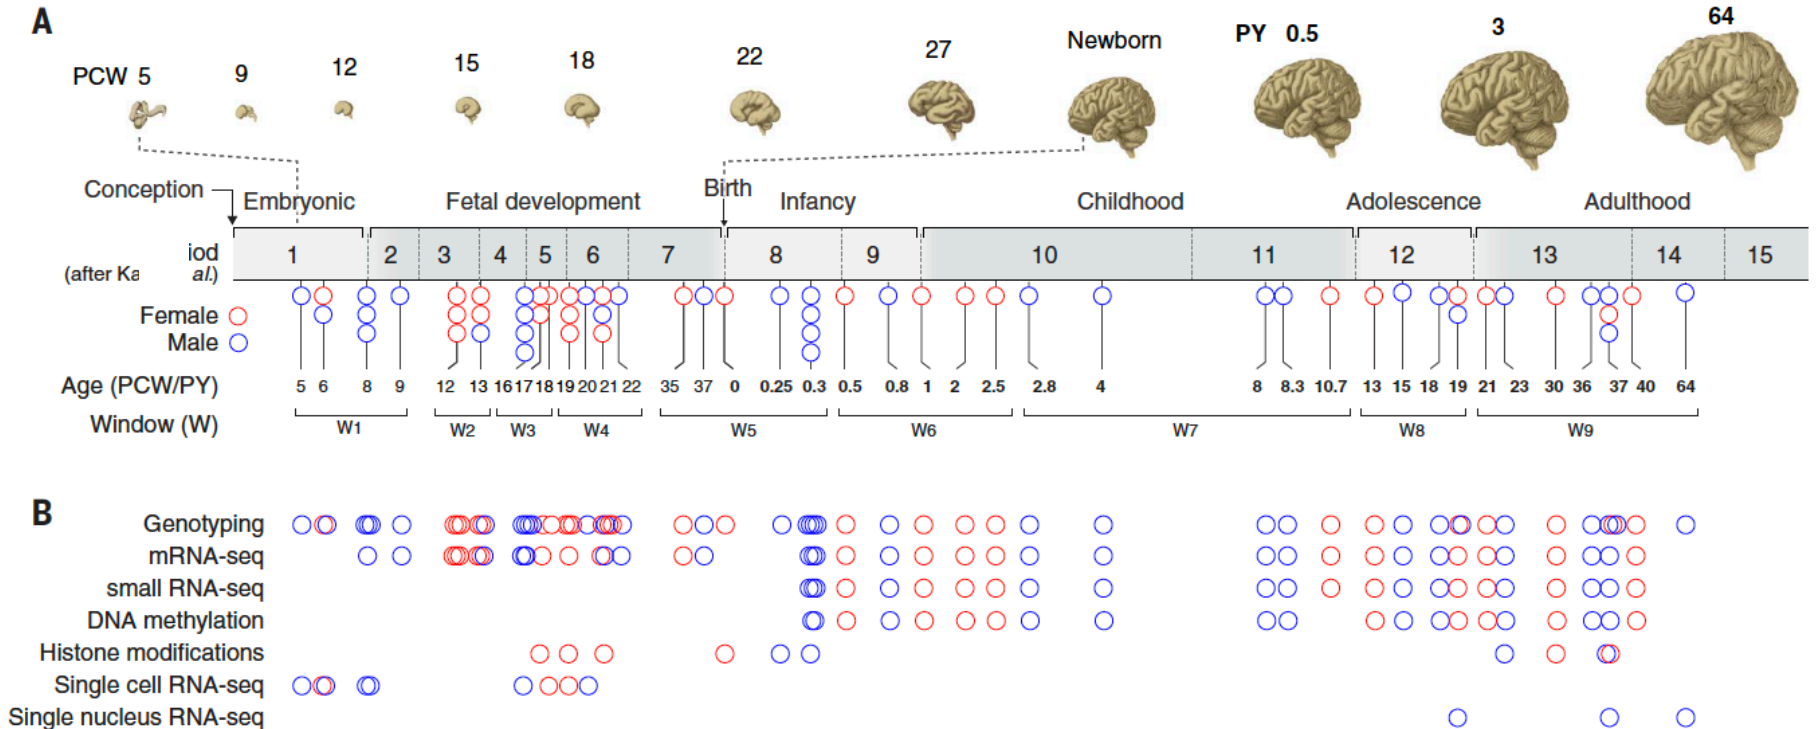 A
PCW 5 9 12 15 18 22 27 Newborn PY 0.5 3 64
Conception Birth
Embryonic Fetal development Infancy Childhood Adolescence Adulthood
iod 1 2 3 4 5 6 7 8 9 10 11 12 13 14 15
(after Ka al.)
Female
Male
Age (PCW/PY) 5 6 8 9 12 13 16 17 18 19 20 21 22 35 37 0 0.25 0.3 0.5 0.8 1 2 2.5 2.8 4 8 8.3 10.7 13 15 18 19 21 23 30 36 37 40 64
Window (W) W1 W2 W3 W4 W5 W6 W7 W8 W9
B
Genotyping
mRNA-seq
small RNA-seq
DNA methylation
Histone modifications
Single cell RNA-seq
Single nucleus RNA-seq